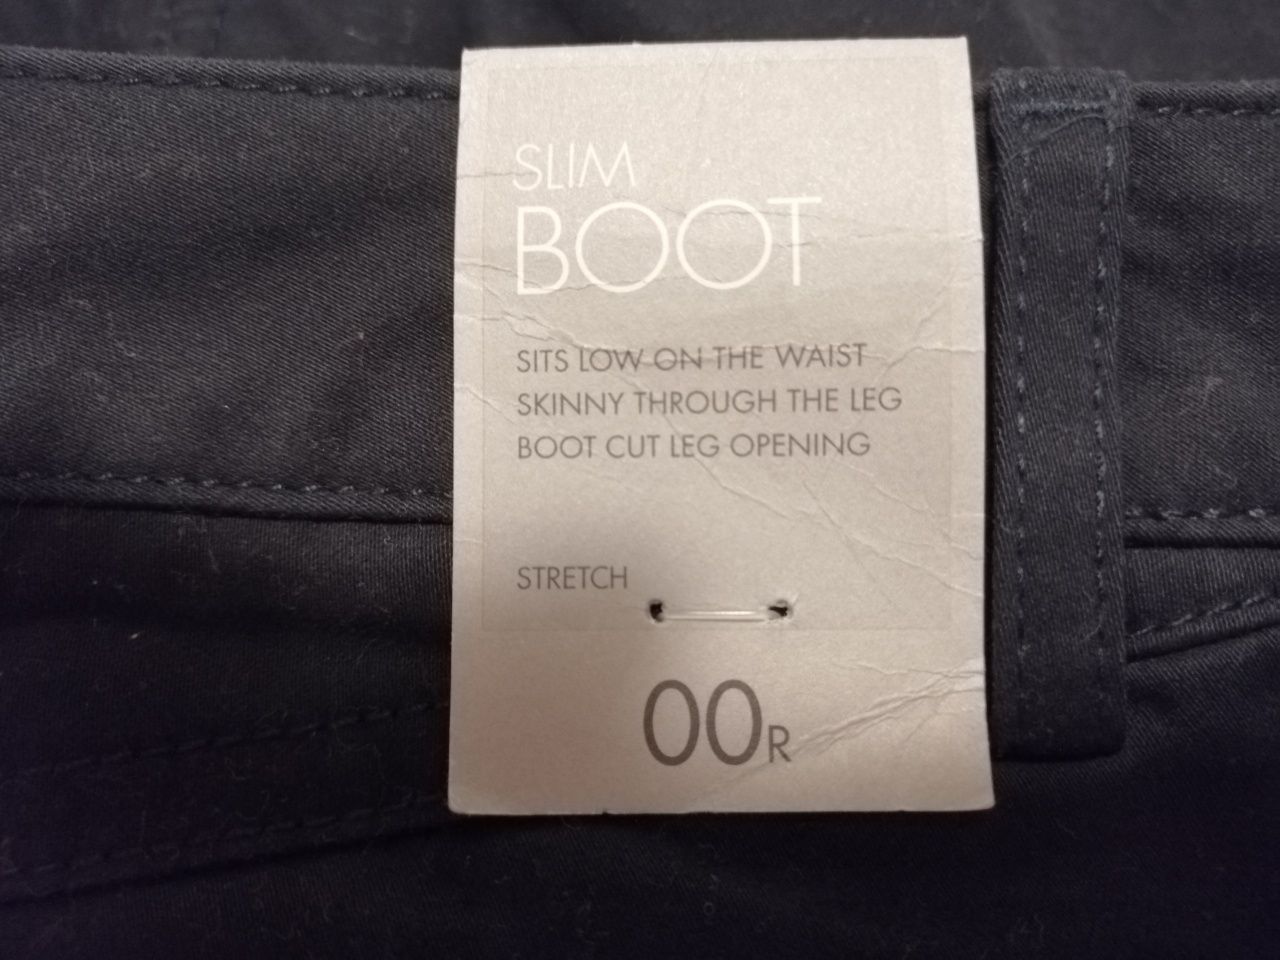 SLIM
BOOT
SITS LOW ON THE WAIST
SKINNY THROUGH THE LEG
BOOT CUT LEG OPENING
STRETCH
00R